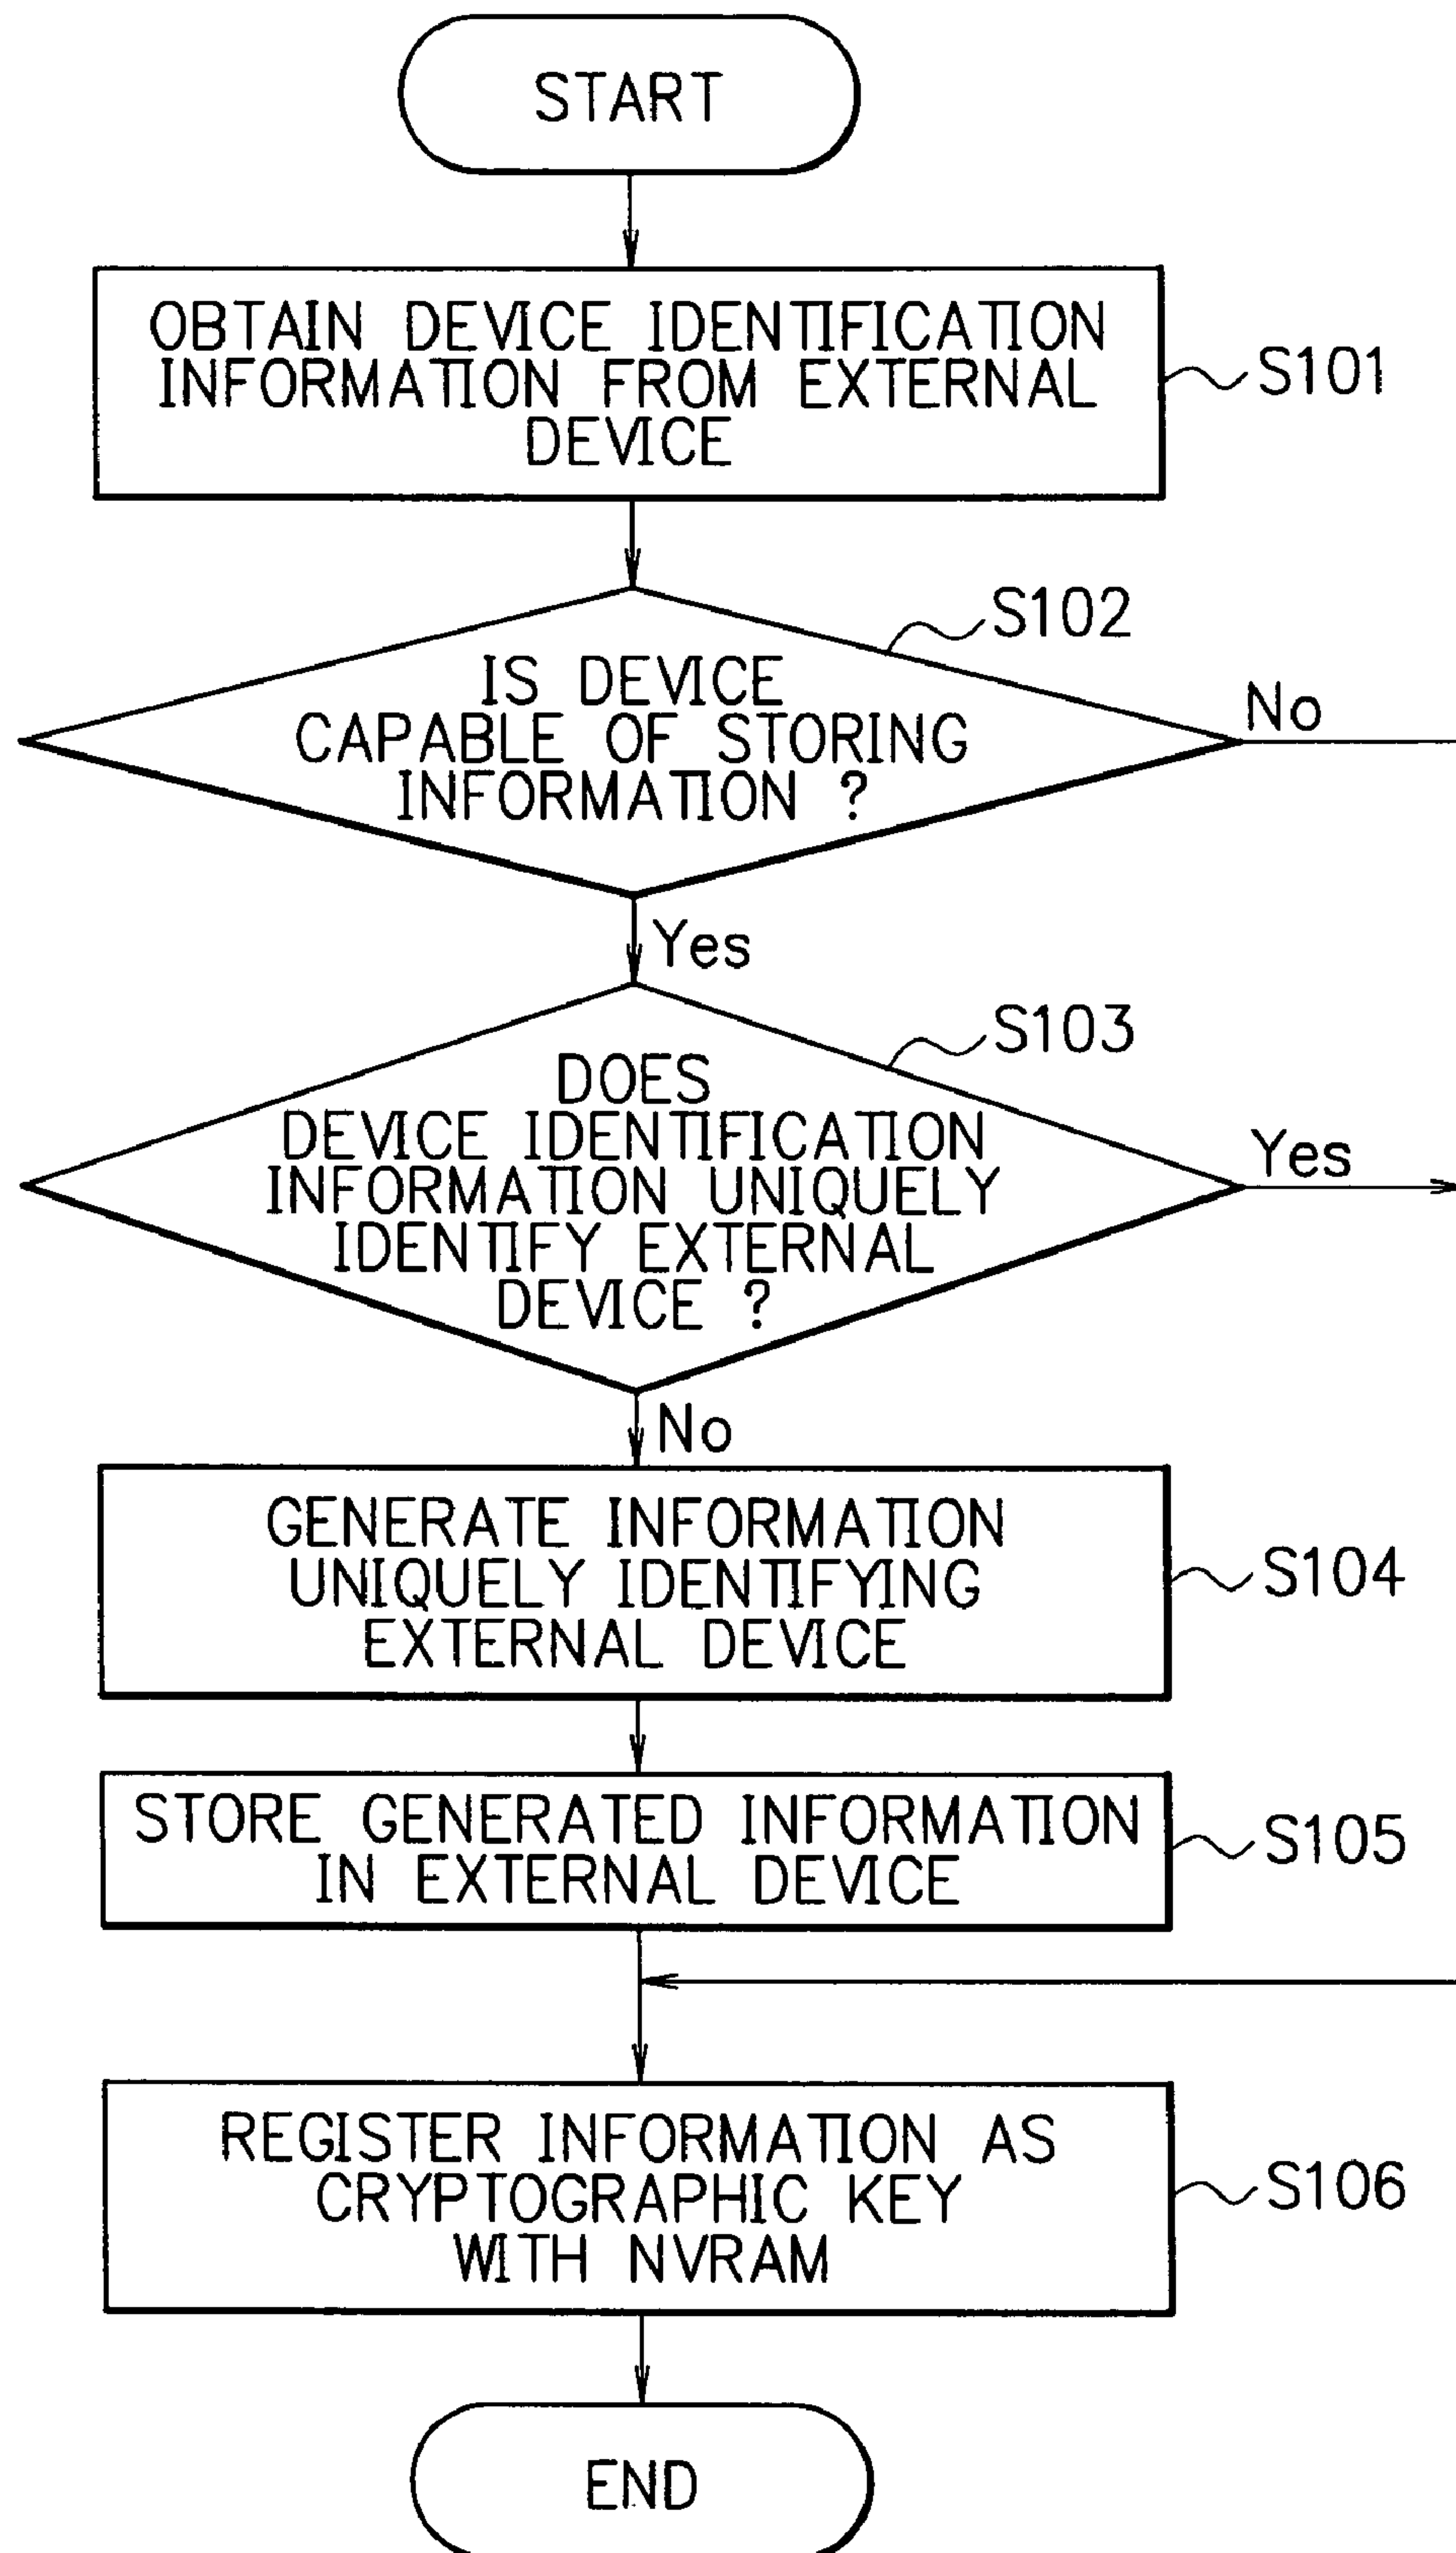 START
OBTAIN DEVICE IDENTIFICATION
INFORMATION FROM EXTERNAL
DEVICE
S101
S102
IS DEVICE
CAPABLE OF STORING
INFORMATION ?
No
Yes
S103
DOES
DEVICE IDENTIFICATION
INFORMATION UNIQUELY
IDENTIFY EXTERNAL
DEVICE ?
Yes
No
GENERATE INFORMATION
UNIQUELY IDENTIFYING
EXTERNAL DEVICE
S104
STORE GENERATED INFORMATION
IN EXTERNAL DEVICE
S105
REGISTER INFORMATION AS
CRYPTOGRAPHIC KEY
WITH NVRAM
S106
END